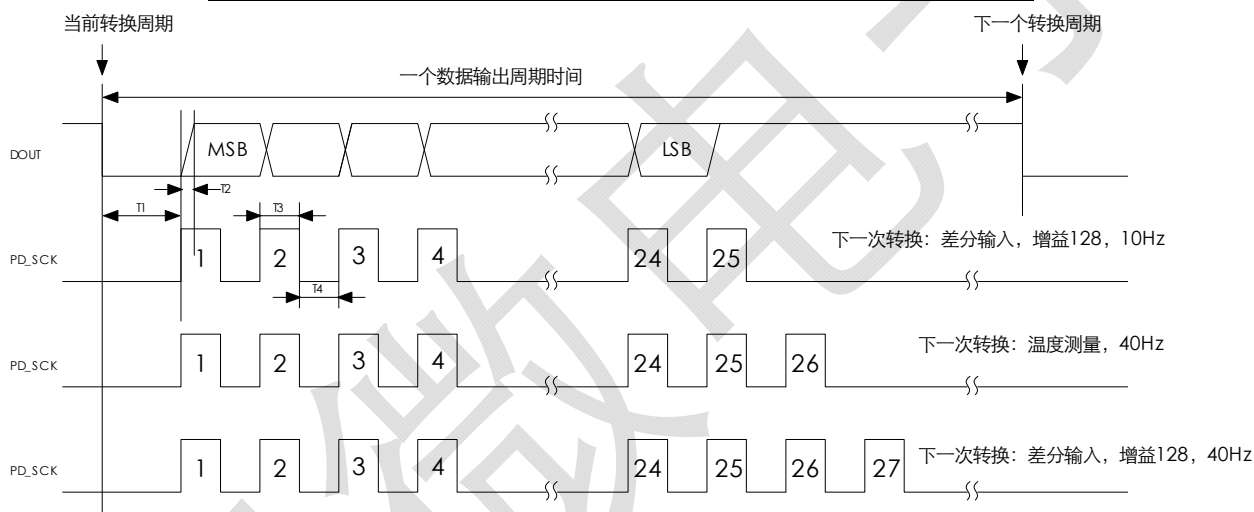 当前转换周期
下一个转换周期
一个数据输出周期时间
DOUT
MSB
LSB
T2
T1
T3
下一次转换：差分输入，增益128，10Hz
PD_SCK
1 2 3 4 24 25
T4
下一次转换：温度测量，40Hz
PD_SCK
1 2 3 4 24 25 26
下一次转换：差分输入，增益128，40Hz
PD_SCK
1 2 3 4 24 25 26 27